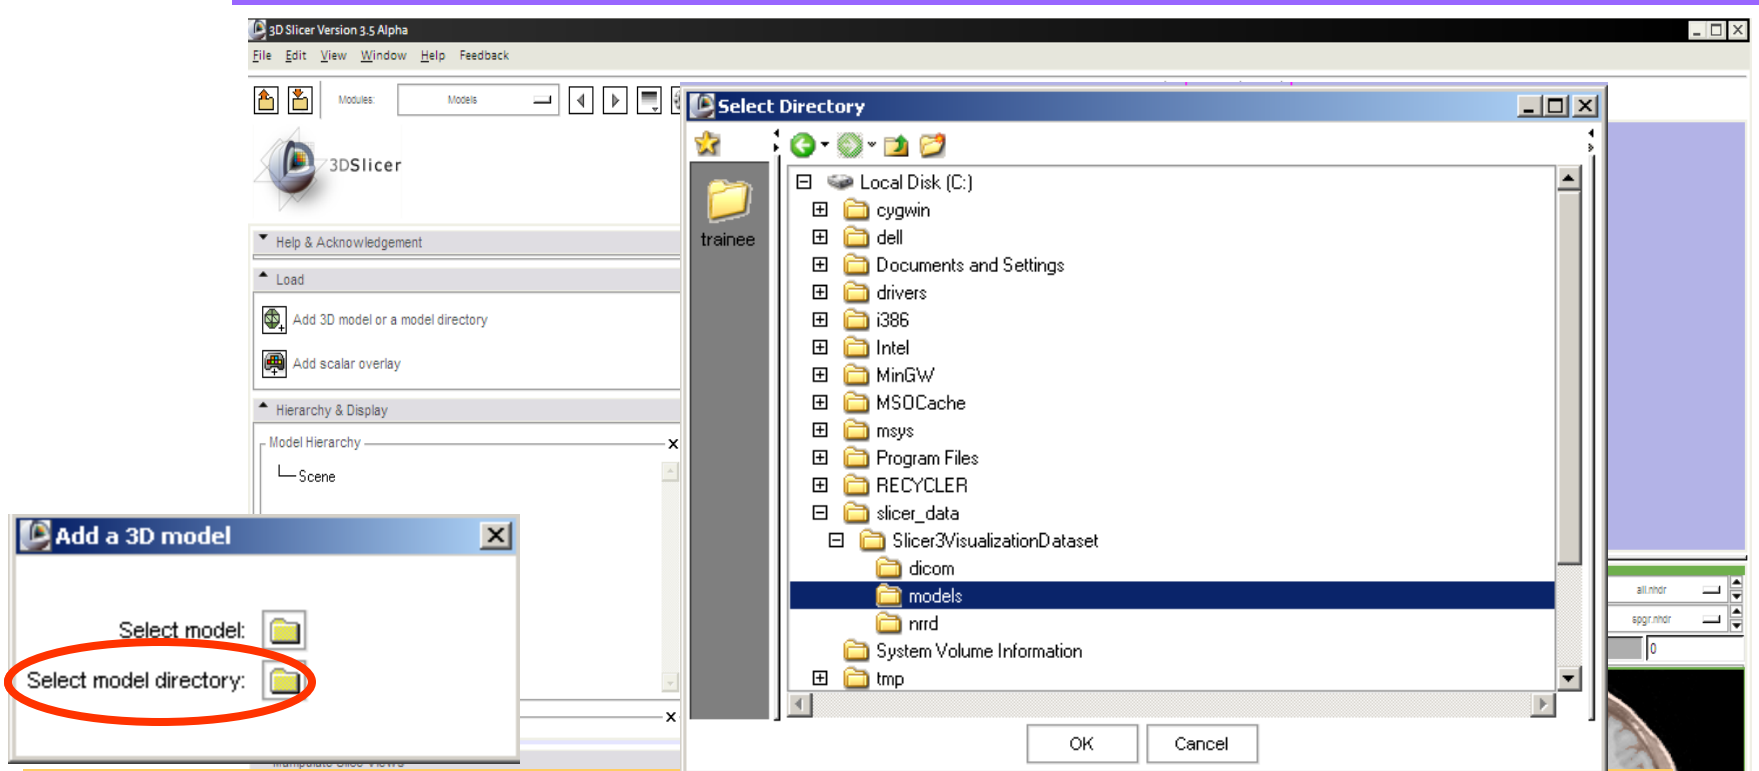 3D Slicer Version 3.5 Alpha
File Edit View Window Help Feedback
Modules: Models
3DSlicer
Help & Acknowledgement
Load
Add 3D model or a model directory
Add scalar overlay
Hierarchy & Display
Model Hierarchy
Scene
Add a 3D model
Select model:
Select model directory:
Manipulate Slice Views
Select Directory
trainee
Local Disk (C:)
cygwin
dell
Documents and Settings
drivers
i386
Intel
MinGW
MSOCache
msys
Program Files
RECYCLER
slicer_data
Slicer3VisualizationDataset
dicom
models
nrrd
System Volume Information
tmp
OK Cancel
all.nhdr
spgr.nhdr
0